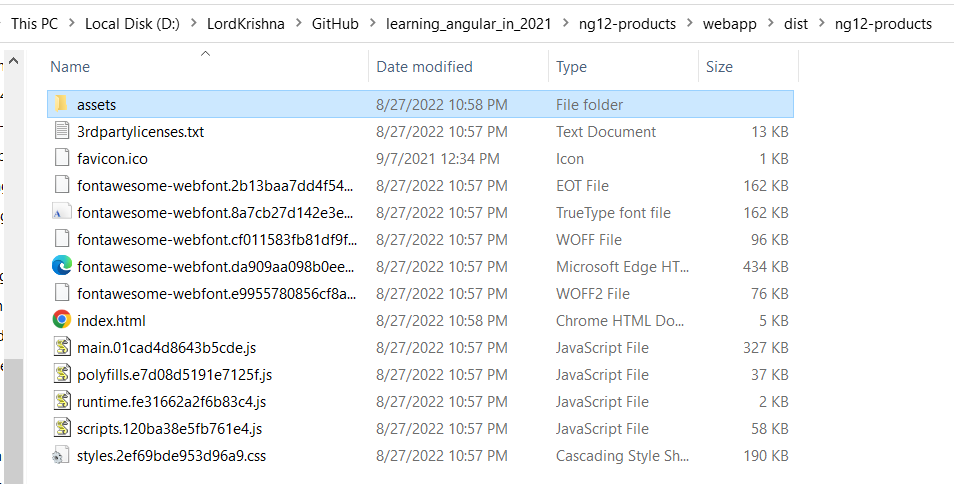 This PC > Local Disk (D:) > LordKrishna > GitHub > learning_angular_in_2021 > ng12-products > webapp > dist > ng12-products
Name Date modified Type Size
assets 8/27/2022 10:58 PM File folder
3rdpartylicenses.txt 8/27/2022 10:57 PM Text Document 13 KB
favicon.ico 9/7/2021 12:34 PM Icon 1 KB
fontawesome-webfont.2b13baa7dd4f54... 8/27/2022 10:57 PM EOT File 162 KB
fontawesome-webfont.8a7cb27d142e3e... 8/27/2022 10:57 PM TrueType font file 162 KB
fontawesome-webfont.cf011583fb81df9f... 8/27/2022 10:57 PM WOFF File 96 KB
fontawesome-webfont.da909aa098b0ee... 8/27/2022 10:57 PM Microsoft Edge HT... 434 KB
fontawesome-webfont.e9955780856cf8a... 8/27/2022 10:57 PM WOFF2 File 76 KB
index.html 8/27/2022 10:58 PM Chrome HTML Do... 5 KB
main.01cad4d8643b5cde.js 8/27/2022 10:57 PM JavaScript File 327 KB
polyfills.e7d08d5191e7125f.js 8/27/2022 10:57 PM JavaScript File 37 KB
runtime.fe31662a2f6b83c4.js 8/27/2022 10:57 PM JavaScript File 2 KB
scripts.120ba38e5fb761e4.js 8/27/2022 10:57 PM JavaScript File 58 KB
styles.2ef69bde953d96a9.css 8/27/2022 10:57 PM Cascading Style Sh... 190 KB